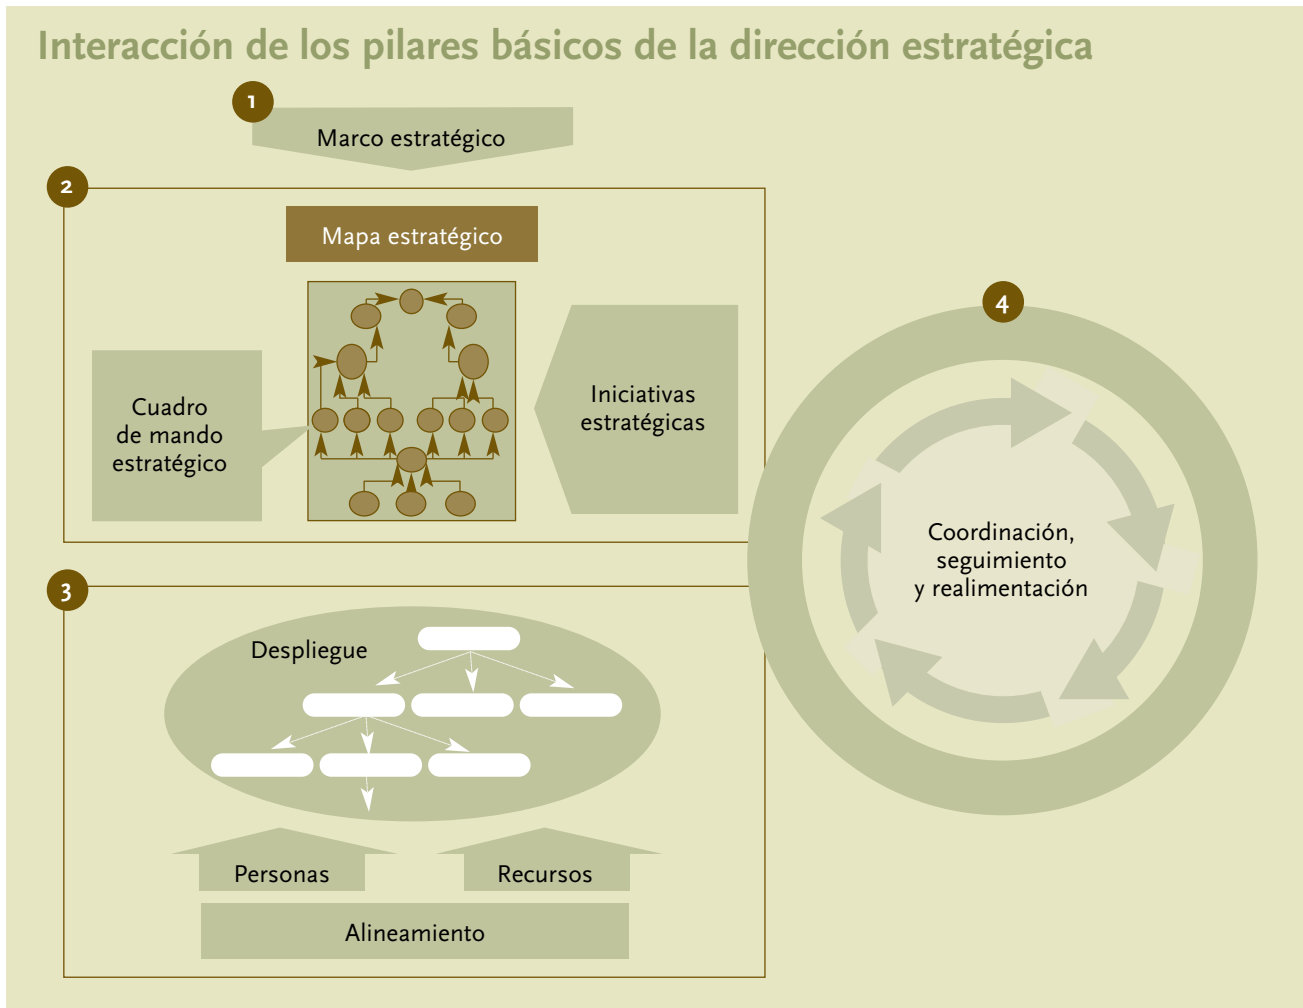 Interacción de los pilares básicos de la dirección estratégica
1
Marco estratégico
2
Mapa estratégico
Cuadro
de mando
estratégico
Iniciativas
estratégicas
3
Despliegue
Personas
Recursos
Alineamiento
4
Coordinación,
seguimiento
y realimentación